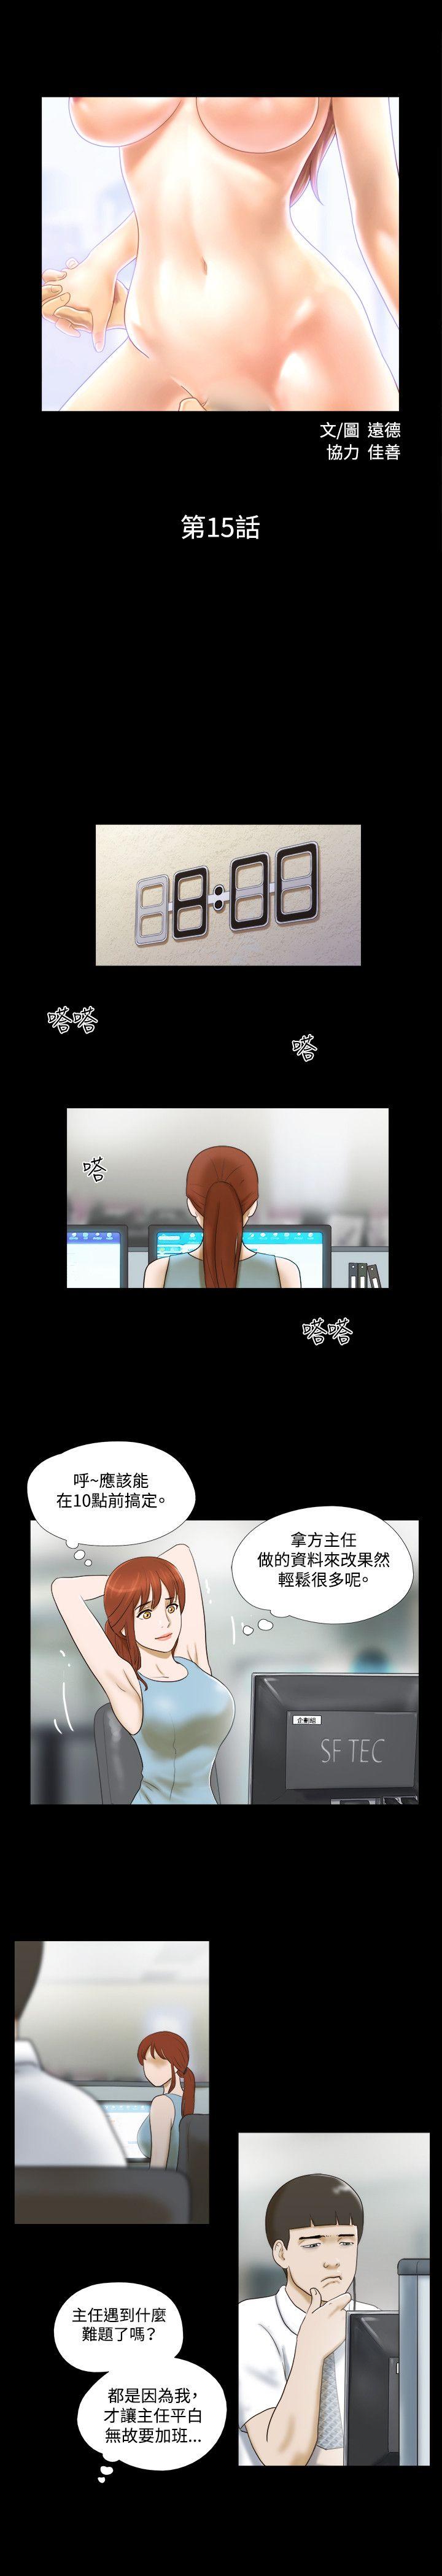 文/圖 遠德
協力 佳善
第15話
嗒嗒
嗒
嗒
嗒嗒
呼~應該能
在10點前搞定。
拿方主任
做的資料來改果然
輕鬆很多呢。
企劃組
SF TEC
主任遇到什麼
難題了嗎？
都是因為我，
才讓主任平白
無故要加班...